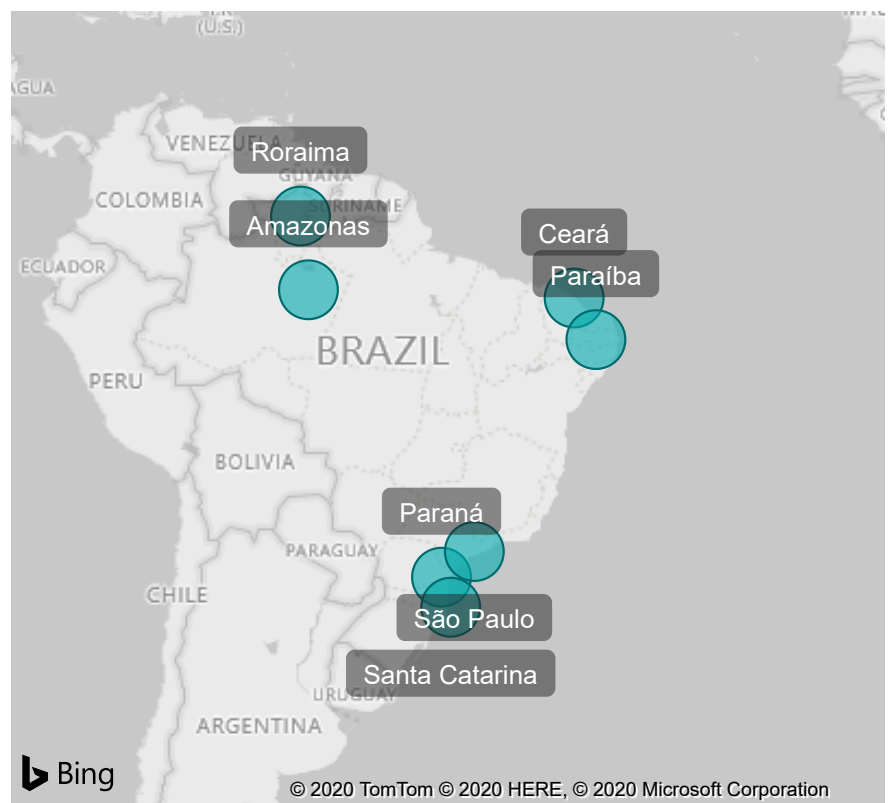 (U.S.)
AGUA
VENEZUELA
Roraima
GUYANA
COLOMBIA
SURINAME
Amazonas
Ceará
ECUADOR
Paraíba
BRAZIL
PERU
BOLIVIA
Paraná
PARAGUAY
CHILE
São Paulo
Santa Catarina
URUGUAY
ARGENTINA
Bing
© 2020 TomTom © 2020 HERE, © 2020 Microsoft Corporation